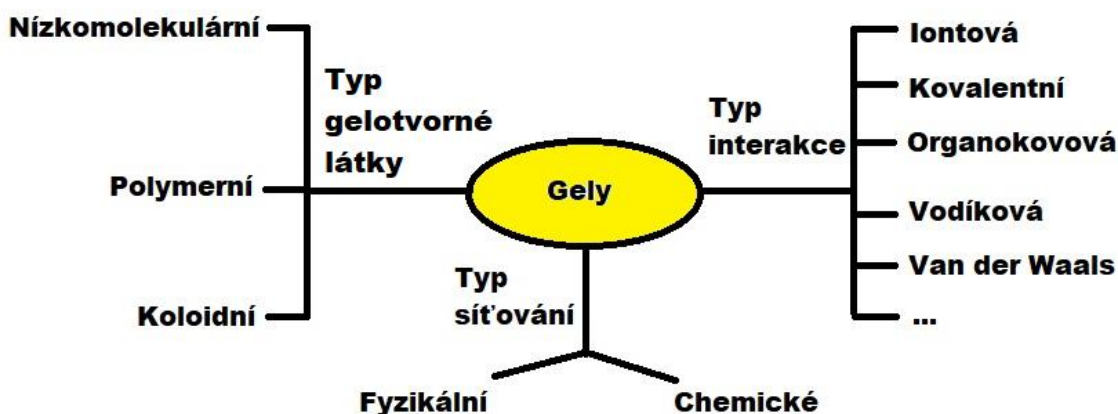 Nízkomolekulární
Typ
gelotvorné
látky
Polymerní
Koloidní
Gely
Typ
interakce
Iontová
Kovalentní
Organokovová
Vodíková
Van der Waals
...
Typ
síťování
Fyzikální
Chemické